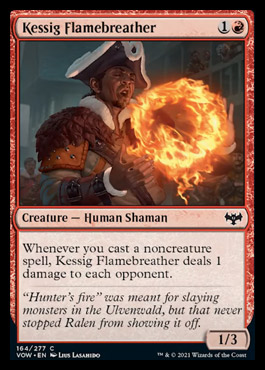 Kessig Flamebreather 1
Creature — Human Shaman
Whenever you cast a noncreature
spell, Kessig Flamebreather deals 1
damage to each opponent.
"Hunter's fire" was meant for slaying
monsters in the Ulvenwald, but that never
stopped Ralen from showing it off.
1/3
164/277 C
VOW • EN LIUS LASAHIDO ™ & © 2021 Wizards of the Coast